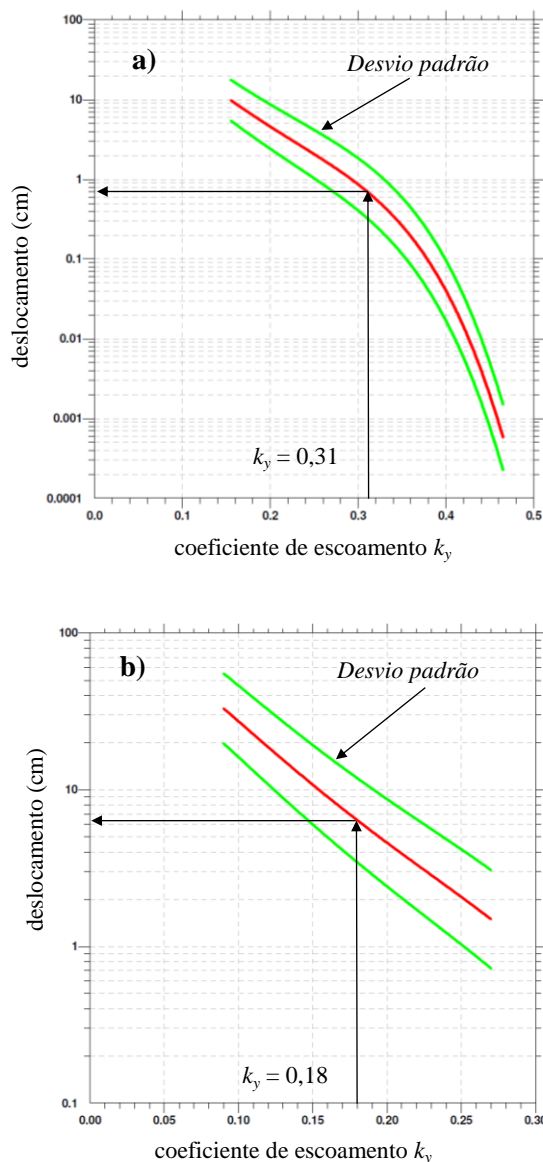 a)
Desvio padrão
deslocamento (cm)
100
10
1
0.1
0.01
0.001
0.0001
k_y = 0,31
0.0 0.1 0.2 0.3 0.4 0.5
coeficiente de escoamento k_y
b)
Desvio padrão
deslocamento (cm)
100
10
1
0.1
k_y = 0,18
0.00 0.05 0.10 0.15 0.20 0.25 0.30
coeficiente de escoamento k_y